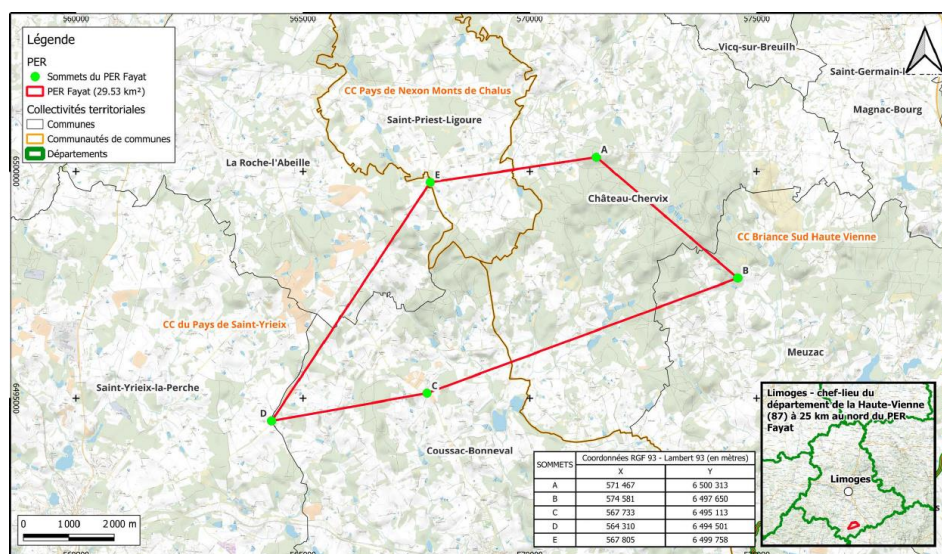 560000
565000
570000
575000
Légende
PER
Sommets du PER Fayat
PER Fayat (29.53 km²)
Collectivités territoriales
Communes
Communautés de communes
Départements
Vicq-sur-Breuilh
Saint-Germain-les
Magnac-Bourg
CC Pays de Nexon Monts de Chalus
Saint-Priest-Ligoure
La Roche-l'Abeille
A
E
6500000
Château-Chervix
CC Briance Sud Haute Vienne
B
CC du Pays de Saint-Yrieix
Meuzac
Saint-Yrieix-la-Perche
6495000
C
D
Coussac-Bonneval
Limoges - chef-lieu du
département de la Haute-Vienne
(87) à 25 km au nord du PER
Fayat
Limoges
SOMMETS Coordonnées RGF 93 - Lambert 93 (en mètres)
X Y
A 571 467 6 500 313
B 574 581 6 497 650
C 567 733 6 495 113
D 564 310 6 494 501
E 567 805 6 499 758
0 1 000 2 000 m
560000
565000
570000
575000